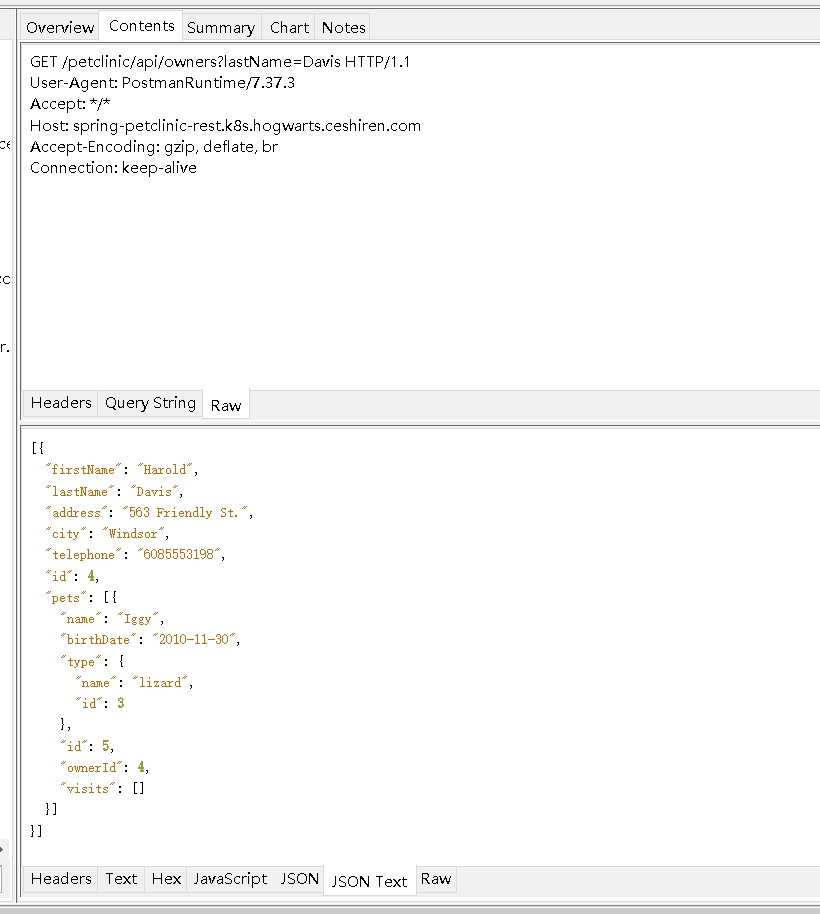 Overview Contents Summary Chart Notes
GET /petclinic/api/owners?lastName=Davis HTTP/1.1
User-Agent: PostmanRuntime/7.37.3
Accept: */*
Host: spring-petclinic-rest.k8s.hogwarts.ceshiren.com
Accept-Encoding: gzip, deflate, br
Connection: keep-alive
Headers Query String Raw
[{
"firstName": "Harold",
"lastName": "Davis",
"address": "563 Friendly St.",
"city": "Windsor",
"telephone": "6085553198",
"id": 4,
"pets": [{
"name": "Iggy",
"birthDate": "2010-11-30",
"type": {
"name": "lizard",
"id": 3
},
"id": 5,
"ownerId": 4,
"visits": []
}]
}]
Headers Text Hex JavaScript JSON JSON Text Raw